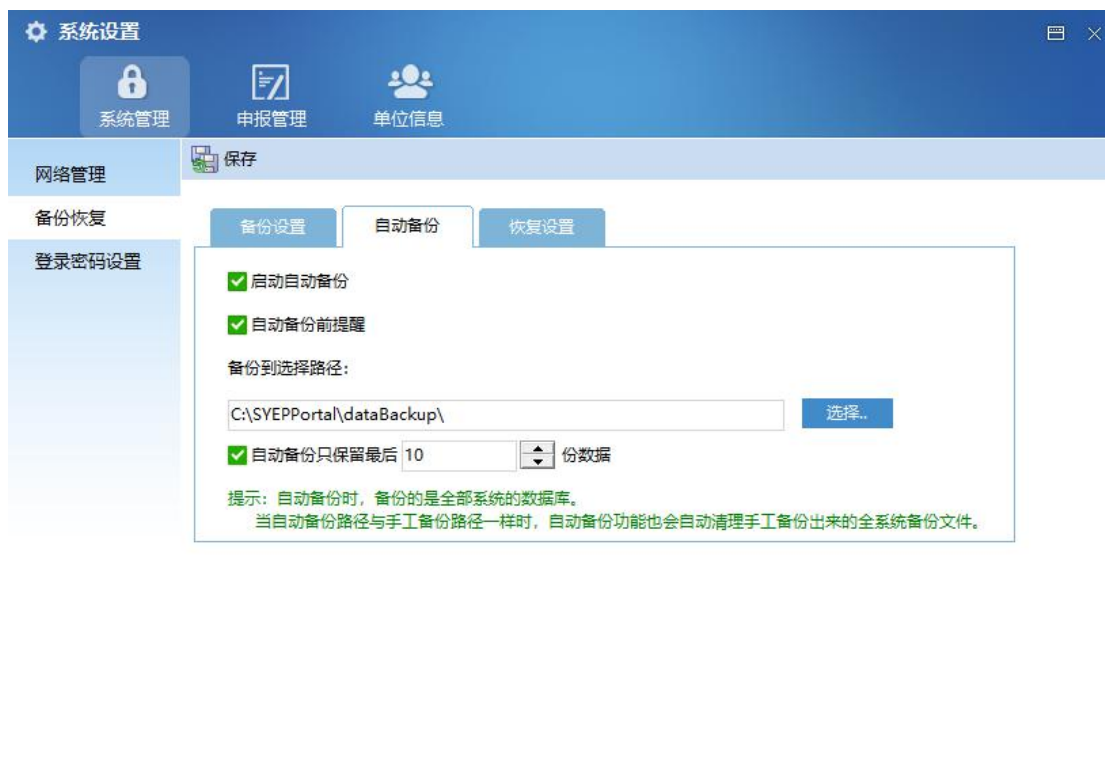 系统设置
系统管理 申报管理 单位信息
网络管理
保存
备份恢复
登录密码设置
备份设置 自动备份 恢复设置
启动自动备份
自动备份前提醒
备份到选择路径：
C:\SYEPPortal\dataBackup\ 选择..
自动备份只保留最后 10 份数据
提示：自动备份时，备份的是全部系统的数据库。
当自动备份路径与手工备份路径一样时，自动备份功能也会自动清理手工备份出来的全系统备份文件。